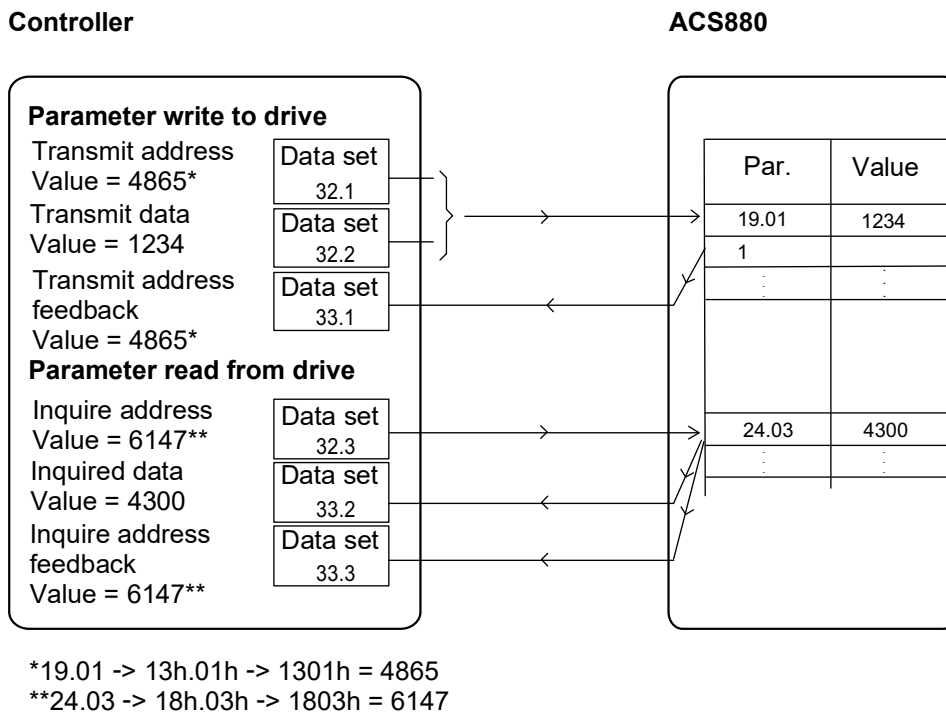 Controller
ACS880
Parameter write to drive
Transmit address
Value = 4865*
Data set
32.1
Transmit data
Value = 1234
Data set
32.2
Transmit address
feedback
Value = 4865*
Data set
33.1
Parameter read from drive
Inquire address
Value = 6147**
Data set
32.3
Inquired data
Value = 4300
Data set
33.2
Inquire address
feedback
Value = 6147**
Data set
33.3
Par. Value
19.01 1234
1
: :
24.03 4300
: :
*19.01 -> 13h.01h -> 1301h = 4865
**24.03 -> 18h.03h -> 1803h = 6147